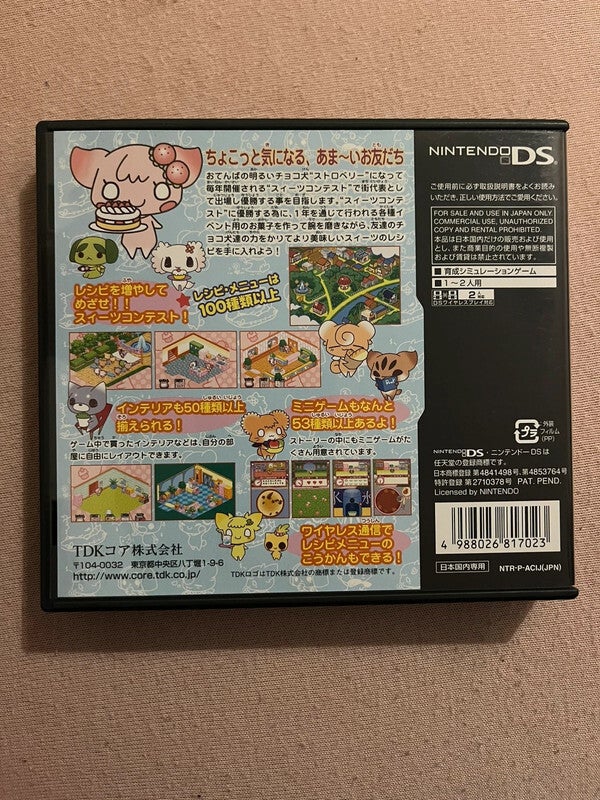 ちょこっと気になる、あま〜いお友だち
おてんばの明るいチョコ犬"ストロベリー"になって
毎年開催される"スイーツコンテスト"で街代表とし
て出場し優勝する事を目指します。"スイーツコンテ
スト"に優勝する為に、1年を通して行われる各種イ
ベント用のお菓子を作って腕を磨きながら、友達の
チョコ犬達の力をかりてより美味しいスイーツのレシ
ピを手に入れよう!
レシピを増やして
めざせ!!
スイーツコンテスト!
レシピ・メニューは
100種類以上
インテリアも50種類以上
揃えられる!
ゲーム中で買ったインテリアなどは、自分の部
屋に自由にレイアウトできます。
ミニゲームもなんと
53種類以上あるよ!
ストーリーの中にもミニゲームがた
くさん用意されています。
ワイヤレス通信で
レシピ・メニューの
こうかんもできる!
TDKコア株式会社
〒104-0032 東京都中央区八丁堀1-9-6
http://www.core.tdk.co.jp/
TDKロゴはTDK株式会社の商標または登録商標です。
NINTENDO DS
ご使用前に必ず取扱説明書をよくお読み
いただき、正しい使用方法でご使用ください。
FOR SALE AND USE IN JAPAN ONLY.
COMMERCIAL USE, UNAUTHORIZED
COPY AND RENTAL PROHIBITED.
本品は日本国内だけの販売および使用
とし、また商業目的の使用や無断複製
および賃貸は禁止されています。
育成シミュレーションゲーム
1〜2人用
2人
DSワイヤレスプレイ対応
プラ
外装
フィルム
(PP)
NINTENDO DS・ニンテンドーDSは
任天堂の登録商標です。
日本商標登録 第4841498号, 第4853764号
特許登録 第2710378号 PAT. PEND.
Licensed by NINTENDO
4 988026 817023
日本国内専用
NTR-P-ACIJ(JPN)